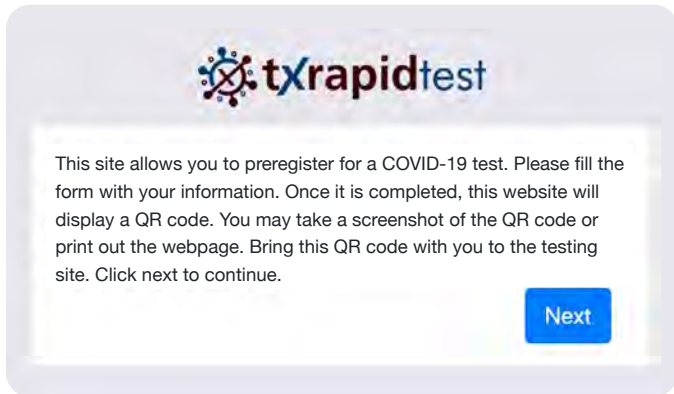 txrapidtest
This site allows you to preregister for a COVID-19 test. Please fill the
form with your information. Once it is completed, this website will
display a QR code. You may take a screenshot of the QR code or
print out the webpage. Bring this QR code with you to the testing
site. Click next to continue.
Next